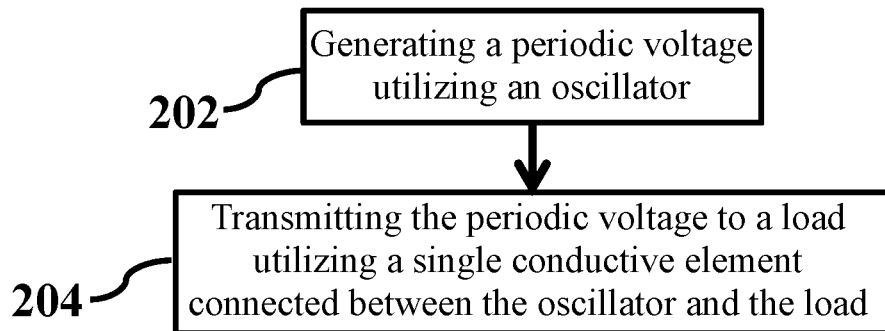 Generating a periodic voltage
utilizing an oscillator
202
Transmitting the periodic voltage to a load
utilizing a single conductive element
connected between the oscillator and the load
204